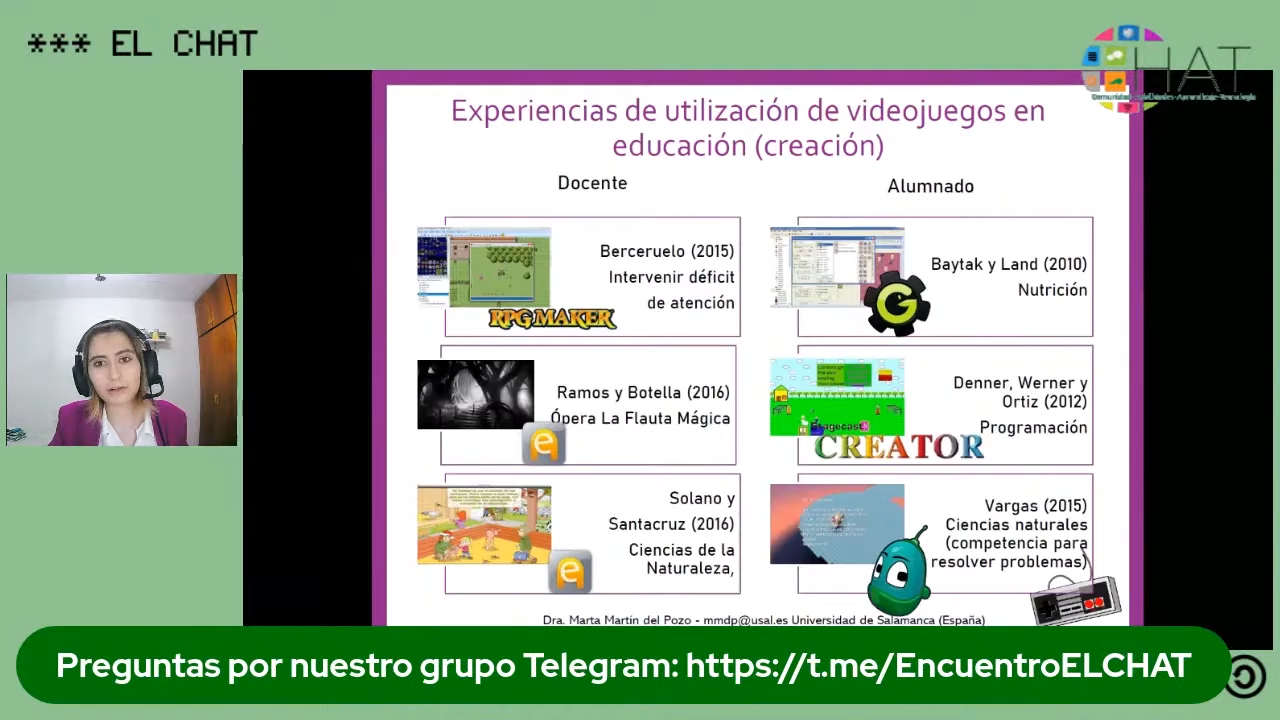 *** EL CHAT
HAT
Experiencias de utilización de videojuegos en
educación (creación)
Docente
Alumnado
Berceruelo (2015)
Intervenir déficit
de atención
RPG MAKER
Baytak y Land (2010)
Nutrición
Ramos y Botella (2016)
Ópera La Flauta Mágica
Denner, Werner y
Ortiz (2012)
Programación
Stagecast
CREATOR
Solano y
Santacruz (2016)
Ciencias de la
Naturaleza,
Vargas (2015)
Ciencias naturales
(competencia para
resolver problemas)
Dra. Marta Martín del Pozo - mmdp@usal.es Universidad de Salamanca (España)
Preguntas por nuestro grupo Telegram: https://t.me/EncuentroELCHAT